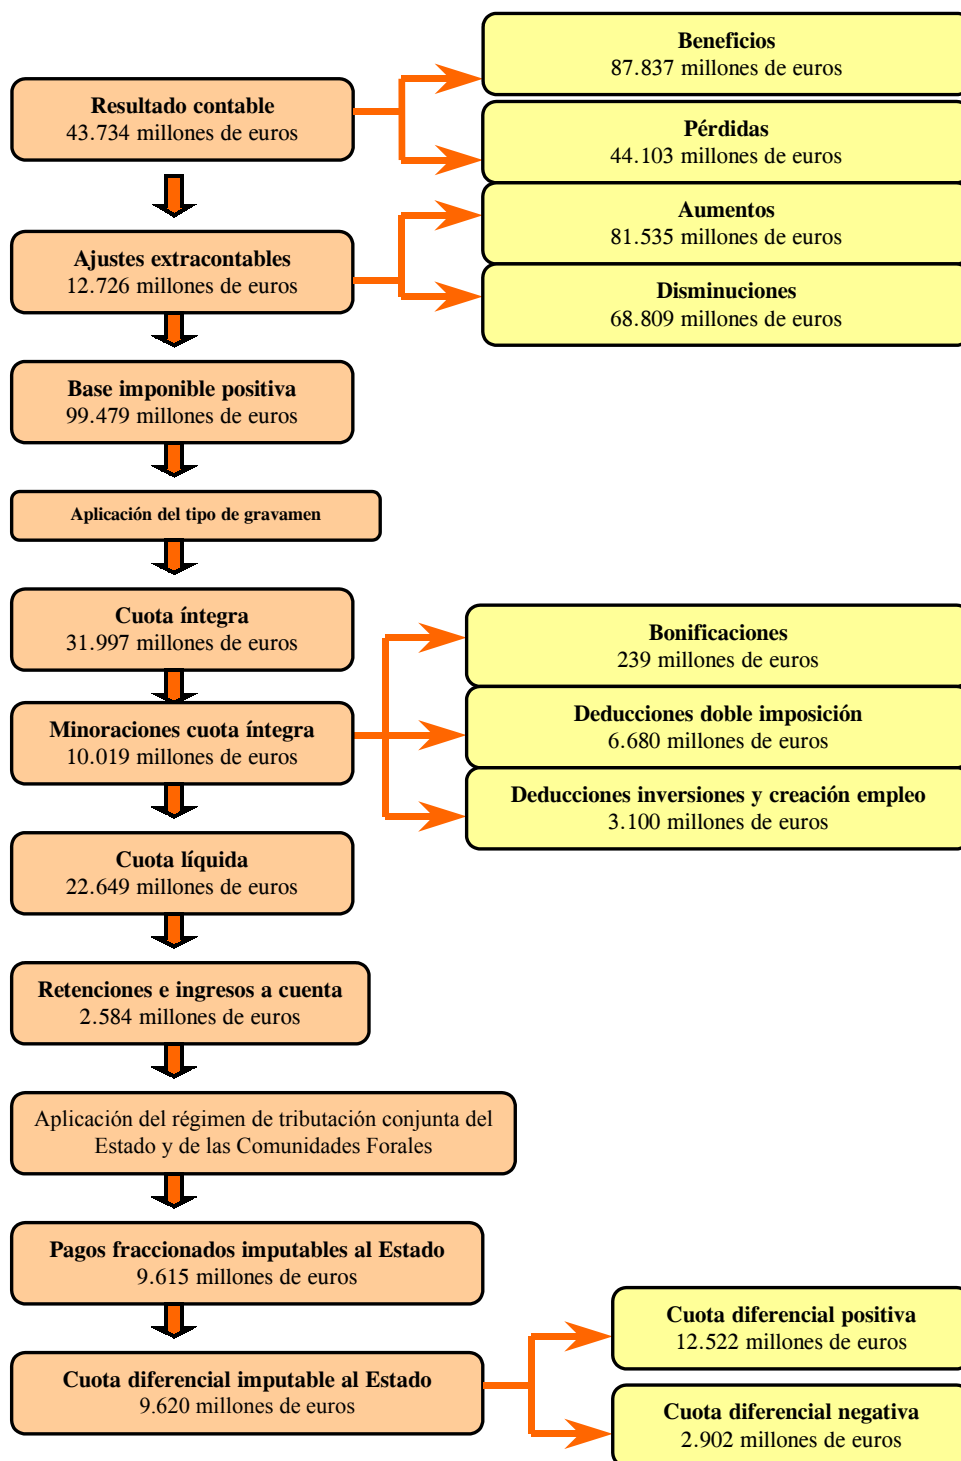 Beneficios
87.837 millones de euros
Resultado contable
43.734 millones de euros
Pérdidas
44.103 millones de euros
Aumentos
81.535 millones de euros
Ajustes extracontables
12.726 millones de euros
Disminuciones
68.809 millones de euros
Base imponible positiva
99.479 millones de euros
Aplicación del tipo de gravamen
Cuota íntegra
31.997 millones de euros
Bonificaciones
239 millones de euros
Minoraciones cuota íntegra
10.019 millones de euros
Deducciones doble imposición
6.680 millones de euros
Deducciones inversiones y creación empleo
3.100 millones de euros
Cuota líquida
22.649 millones de euros
Retenciones e ingresos a cuenta
2.584 millones de euros
Aplicación del régimen de tributación conjunta del
Estado y de las Comunidades Forales
Pagos fraccionados imputables al Estado
9.615 millones de euros
Cuota diferencial positiva
12.522 millones de euros
Cuota diferencial imputable al Estado
9.620 millones de euros
Cuota diferencial negativa
2.902 millones de euros